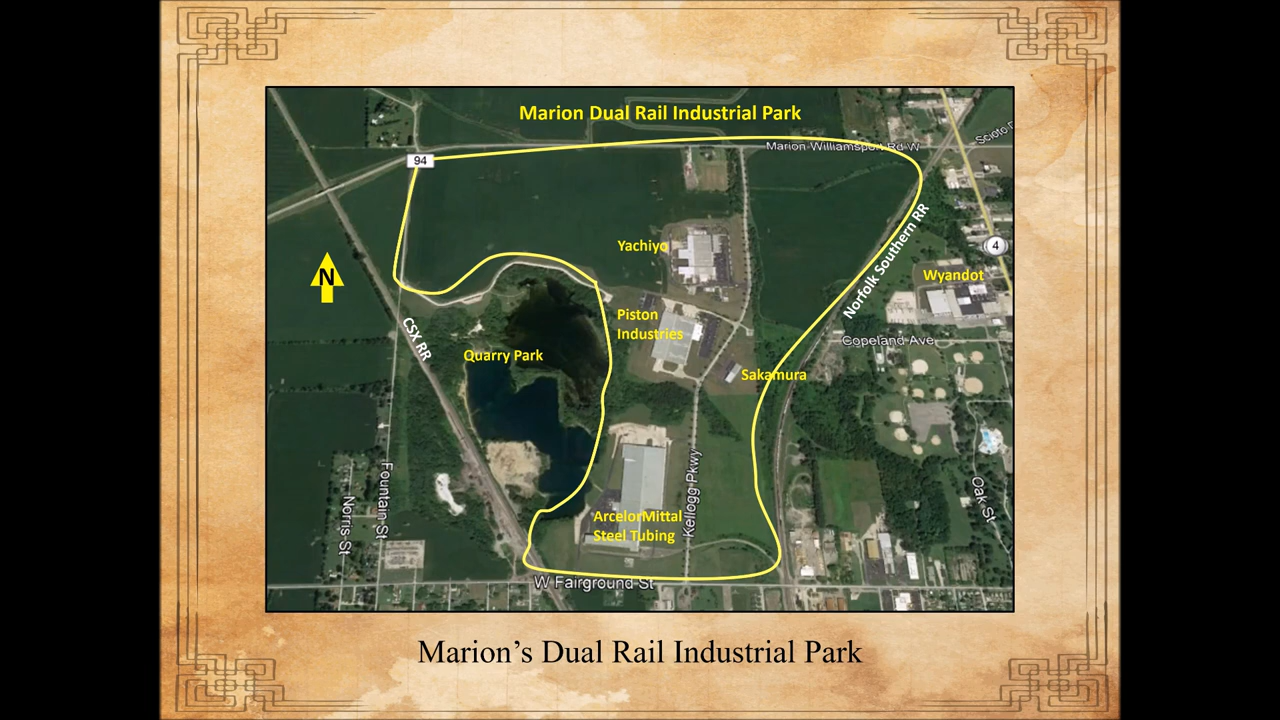 Marion Dual Rail Industrial Park
Marion Williamsport Rd W
94
4
Yachiyo
Norfolk Southern RR
Wyandot
N
Piston
Industries
CSX RR
Copeland Ave
Quarry Park
Sakamura
Kellogg Pkwy
Fountain St
Norris St
Oak St
ArcelorMittal
Steel Tubing
W Fairground St
Marion’s Dual Rail Industrial Park